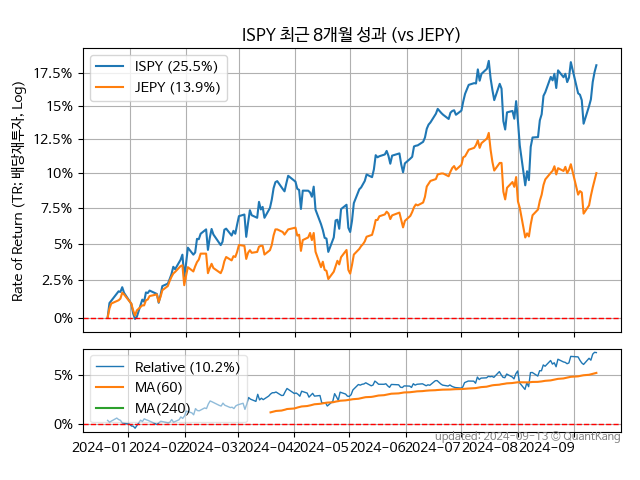 ISPY 최근 8개월 성과 (vs JEPY)
Rate of Return (TR: 배당재투자, Log)
17.5%
15%
12.5%
10%
7.5%
5%
2.5%
0%
ISPY (25.5%)
JEPY (13.9%)
5%
0%
Relative (10.2%)
MA(60)
MA(240)
2024-01 2024-02 2024-03 2024-04 2024-05 2024-06 2024-07 2024-08 2024-09
updated: 2024-09-13 © QuantKang